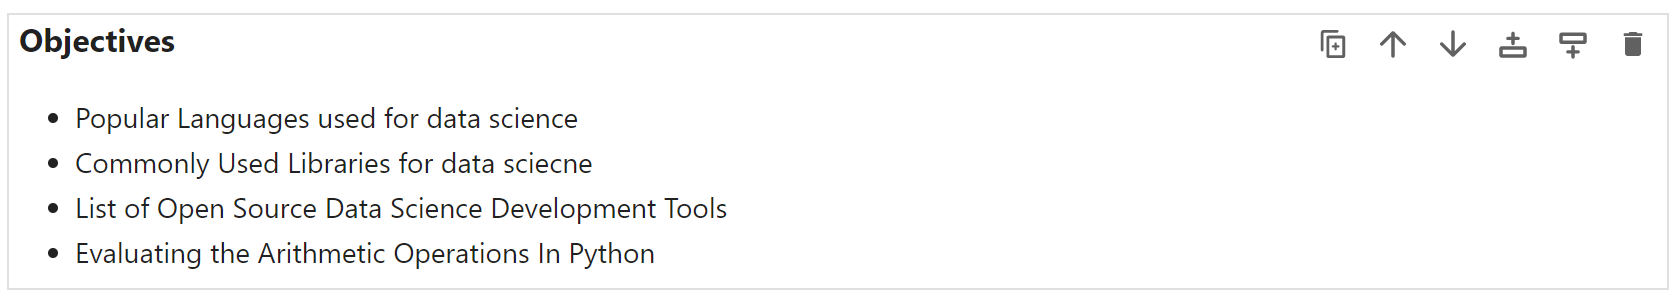 Objectives
Popular Languages used for data science
Commonly Used Libraries for data sciecne
List of Open Source Data Science Development Tools
Evaluating the Arithmetic Operations In Python